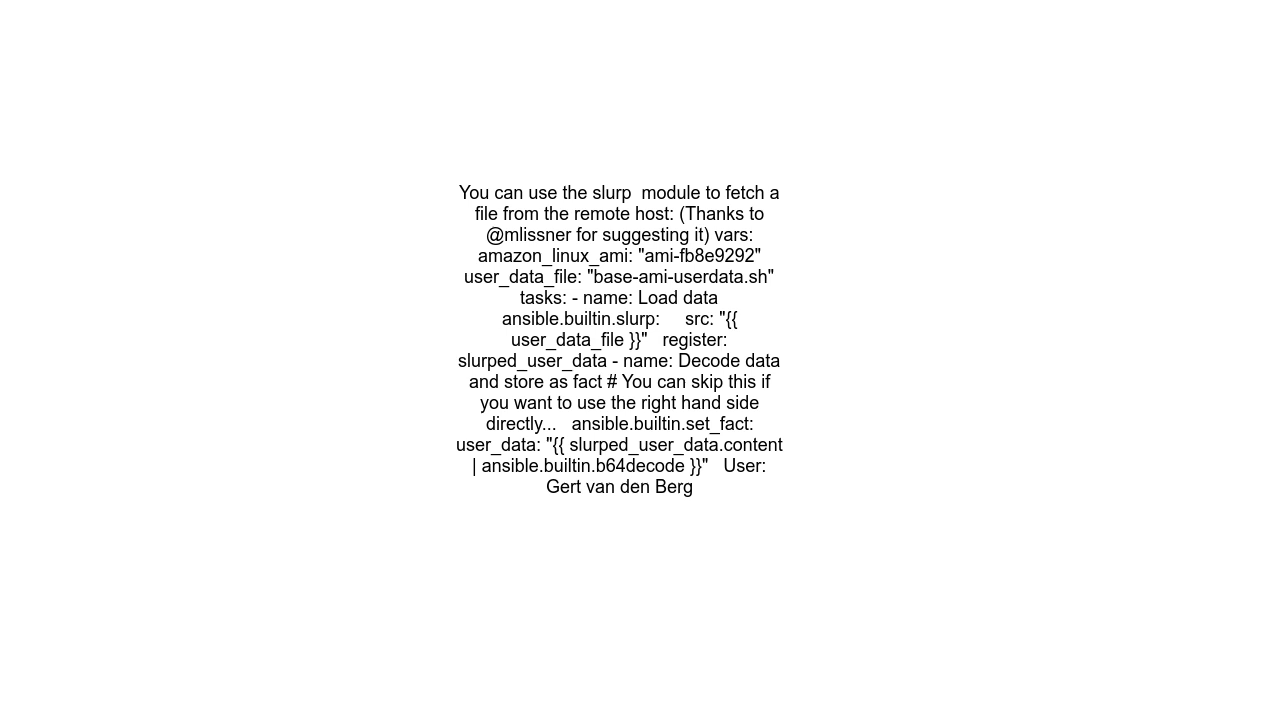 You can use the slurp  module to fetch a
file from the remote host: (Thanks to
@mlissner for suggesting it) vars:
amazon_linux_ami: "ami-fb8e9292"
user_data_file: "base-ami-userdata.sh"
tasks: - name: Load data
ansible.builtin.slurp:     src: "{{
user_data_file }}"   register:
slurped_user_data - name: Decode data
and store as fact # You can skip this if
you want to use the right hand side
directly...   ansible.builtin.set_fact:
user_data: "{{ slurped_user_data.content
| ansible.builtin.b64decode }}"   User:
Gert van den Berg